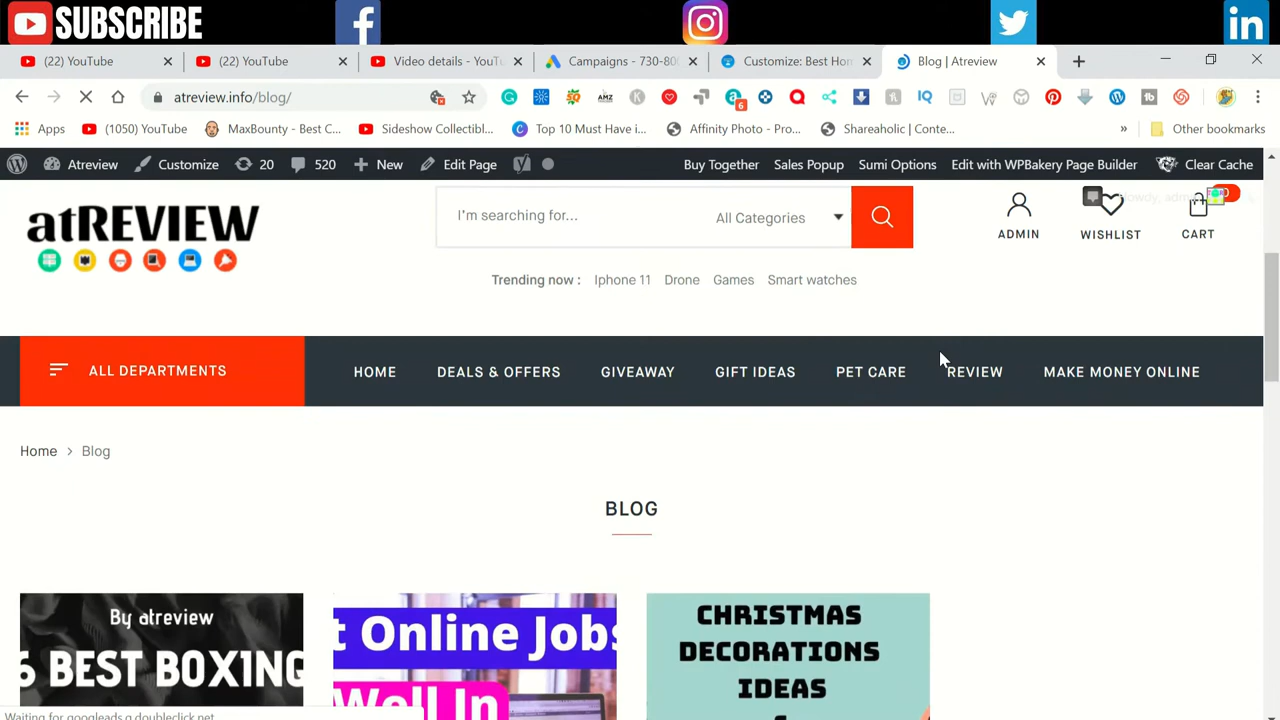 SUBSCRIBE
(22) YouTube
(22) YouTube
Video details - YouT
Campaigns - 730-80
Customize: Best Hom
Blog | Atreview
atreview.info/blog/
Apps
(1050) YouTube
MaxBounty - Best C...
Sideshow Collectibl...
Top 10 Must Have i...
Affinity Photo - Pro...
Shareaholic | Conte...
»
Other bookmarks
Atreview
Customize
20
520
New
Edit Page
Buy Together
Sales Popup
Sumi Options
Edit with WPBakery Page Builder
Clear Cache
Howdy, admi
atREVIEW
I'm searching for...
All Categories
ADMIN
WISHLIST
CART
Trending now :
Iphone 11
Drone
Games
Smart watches
ALL DEPARTMENTS
HOME
DEALS & OFFERS
GIVEAWAY
GIFT IDEAS
PET CARE
REVIEW
MAKE MONEY ONLINE
Home > Blog
BLOG
By atreview
6 BEST BOXING
t Online Jobs
Well In
CHRISTMAS
DECORATIONS
IDEAS
Waiting for googleads.g.doubleclick.net